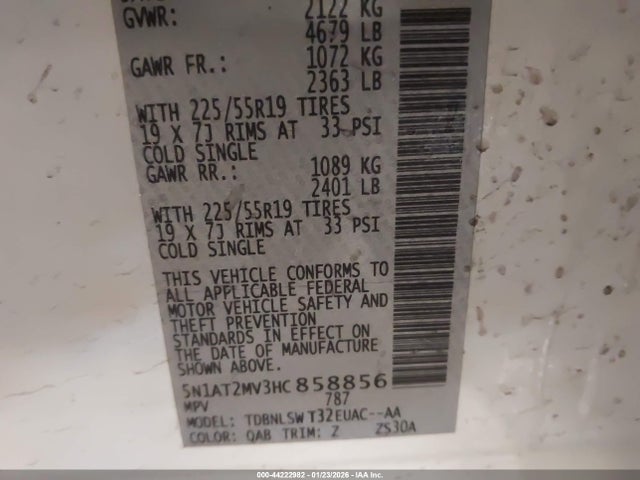 GVWR: 2122 KG
4679 LB
GAWR FR.: 1072 KG
2363 LB
WITH 225/55R19 TIRES
19 X 7J RIMS AT 33 PSI
COLD SINGLE
GAWR RR.: 1089 KG
2401 LB
WITH 225/55R19 TIRES
19 X 7J RIMS AT 33 PSI
COLD SINGLE
THIS VEHICLE CONFORMS TO
ALL APPLICABLE FEDERAL
MOTOR VEHICLE SAFETY AND
THEFT PREVENTION
STANDARDS IN EFFECT ON
THE DATE OF MANUFACTURE
SHOWN ABOVE.
5N1AT2MV3HC858856
MPV 787
MODEL: TDBNLSW T32EUAC--AA
COLOR: QAB TRIM: Z ZS30A
000-44222982 - 01/23/2026 - IAA Inc.